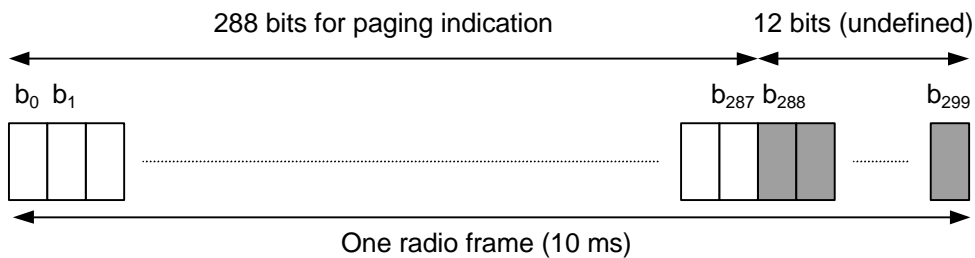 288 bits for paging indication 12 bits (undefined)
b0 b1 b287 b288 b299
One radio frame (10 ms)